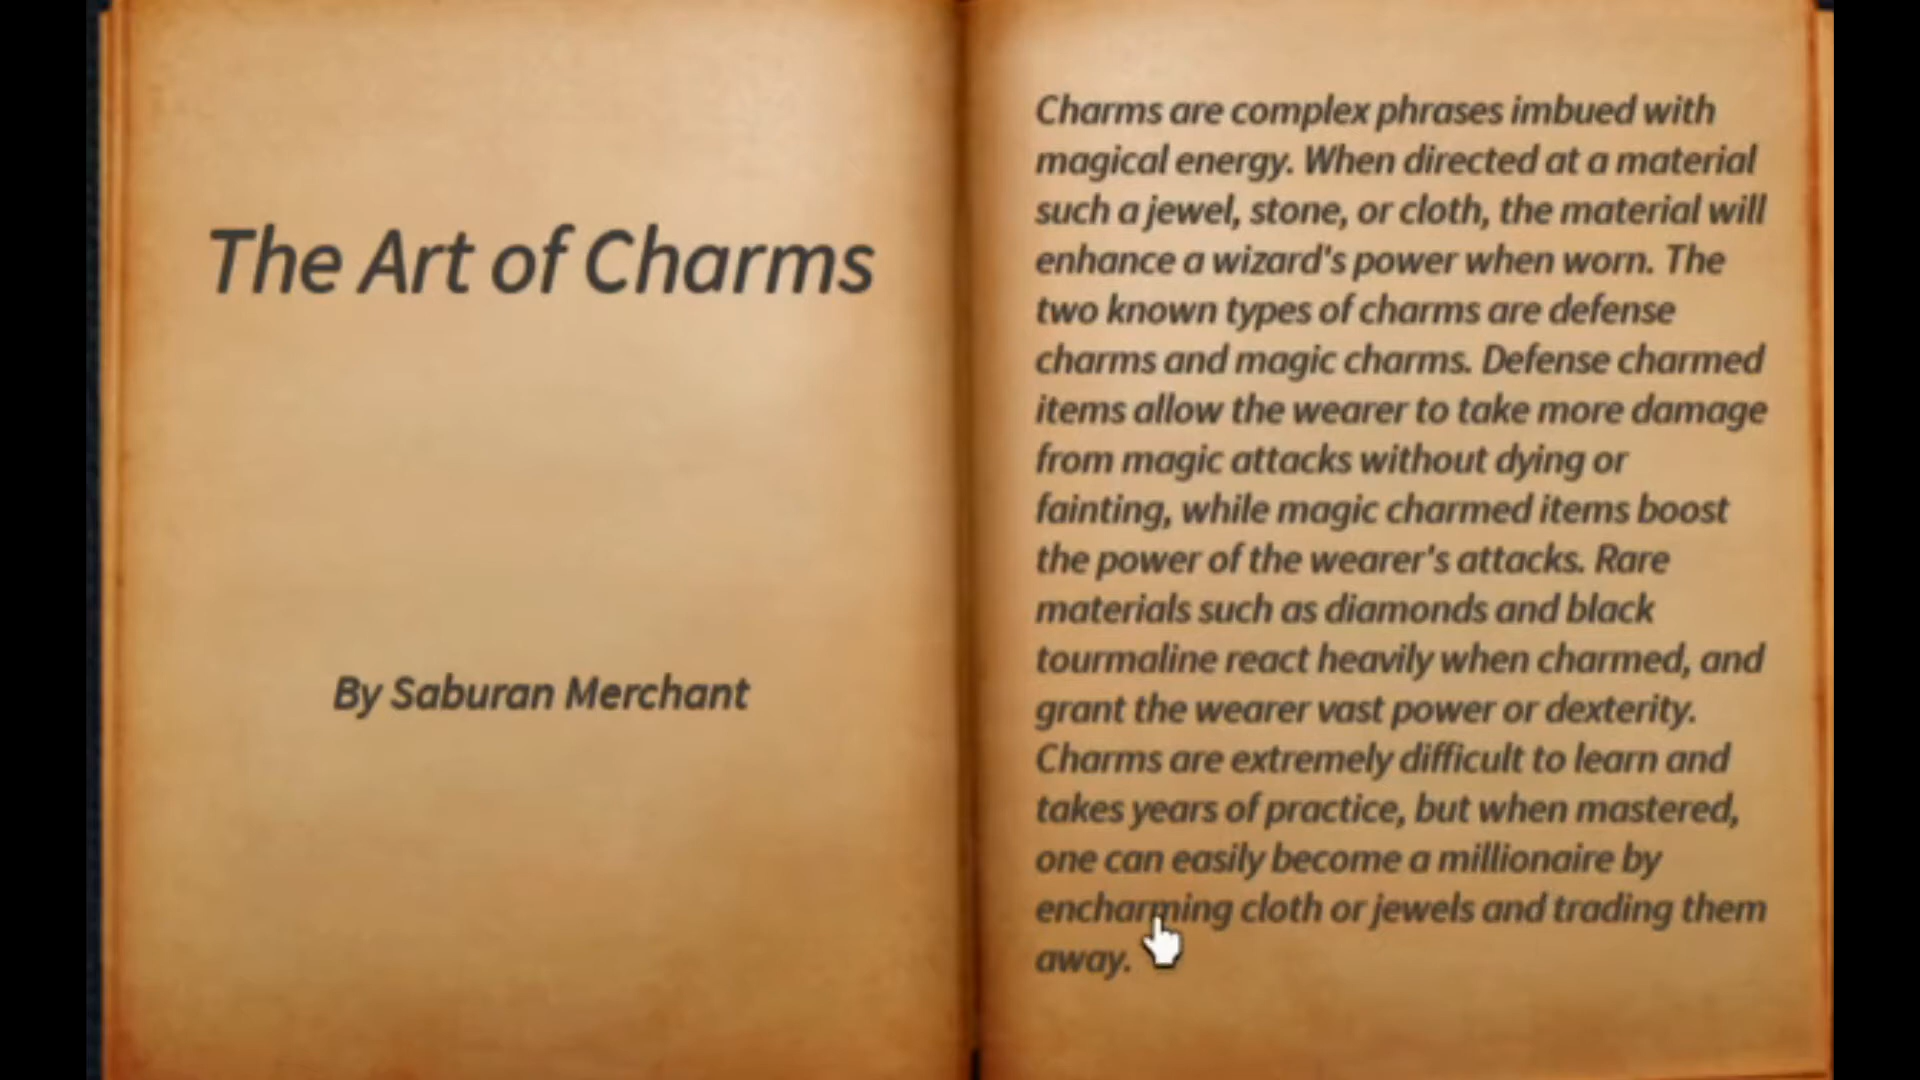 The Art of Charms
By Saburan Merchant
Charms are complex phrases imbued with
magical energy. When directed at a material
such a jewel, stone, or cloth, the material will
enhance a wizard's power when worn. The
two known types of charms are defense
charms and magic charms. Defense charmed
items allow the wearer to take more damage
from magic attacks without dying or
fainting, while magic charmed items boost
the power of the wearer's attacks. Rare
materials such as diamonds and black
tourmaline react heavily when charmed, and
grant the wearer vast power or dexterity.
Charms are extremely difficult to learn and
takes years of practice, but when mastered,
one can easily become a millionaire by
encharming cloth or jewels and trading them
away.